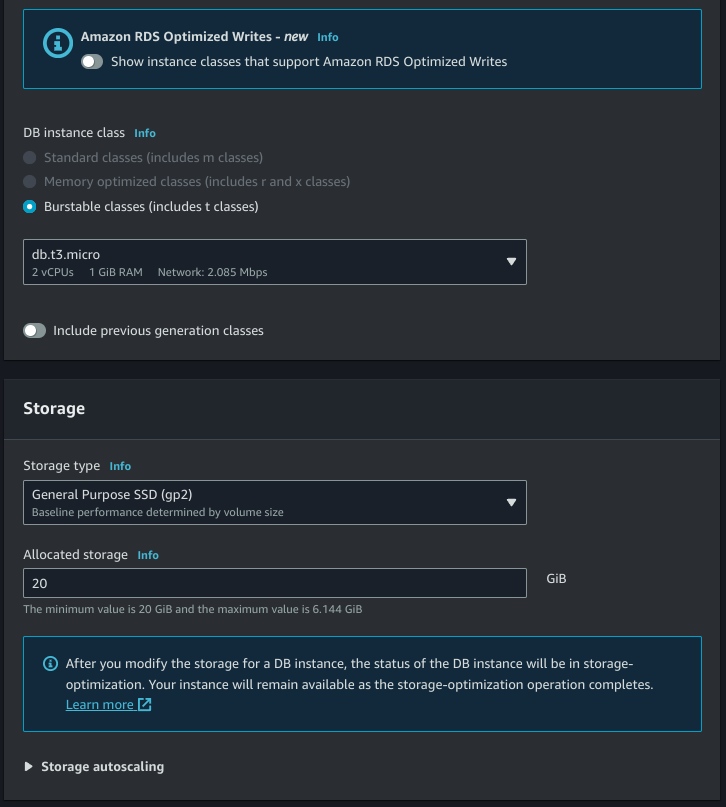 Amazon RDS Optimized Writes - new Info
Show instance classes that support Amazon RDS Optimized Writes
DB instance class Info
Standard classes (includes m classes)
Memory optimized classes (includes r and x classes)
Burstable classes (includes t classes)
db.t3.micro
2 vCPUs 1 GiB RAM Network: 2.085 Mbps
Include previous generation classes
Storage
Storage type Info
General Purpose SSD (gp2)
Baseline performance determined by volume size
Allocated storage Info
20 GiB
The minimum value is 20 GiB and the maximum value is 6.144 GiB
After you modify the storage for a DB instance, the status of the DB instance will be in storage-
optimization. Your instance will remain available as the storage-optimization operation completes.
Learn more
Storage autoscaling